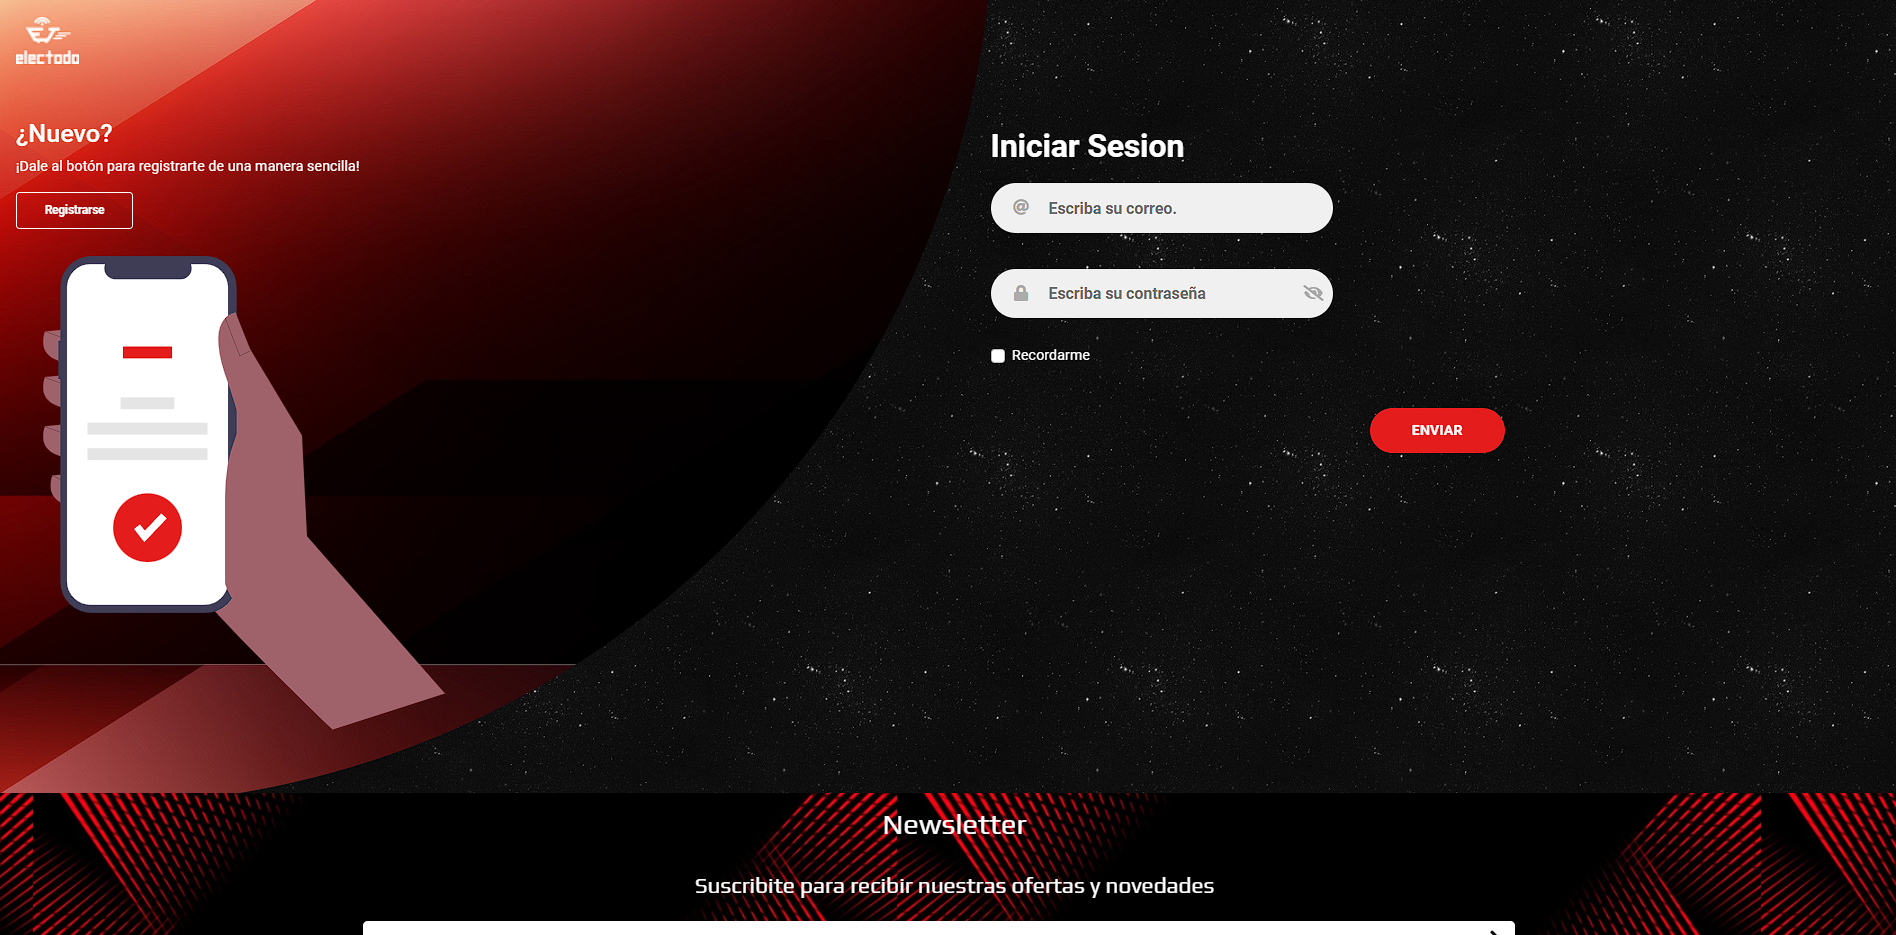 electodo
¿Nuevo?
¡Dale al botón para registrarte de una manera sencilla!
Registrarse
Iniciar Sesion
@ Escriba su correo.
Escriba su contraseña
Recordarme
ENVIAR
Newsletter
Suscribite para recibir nuestras ofertas y novedades